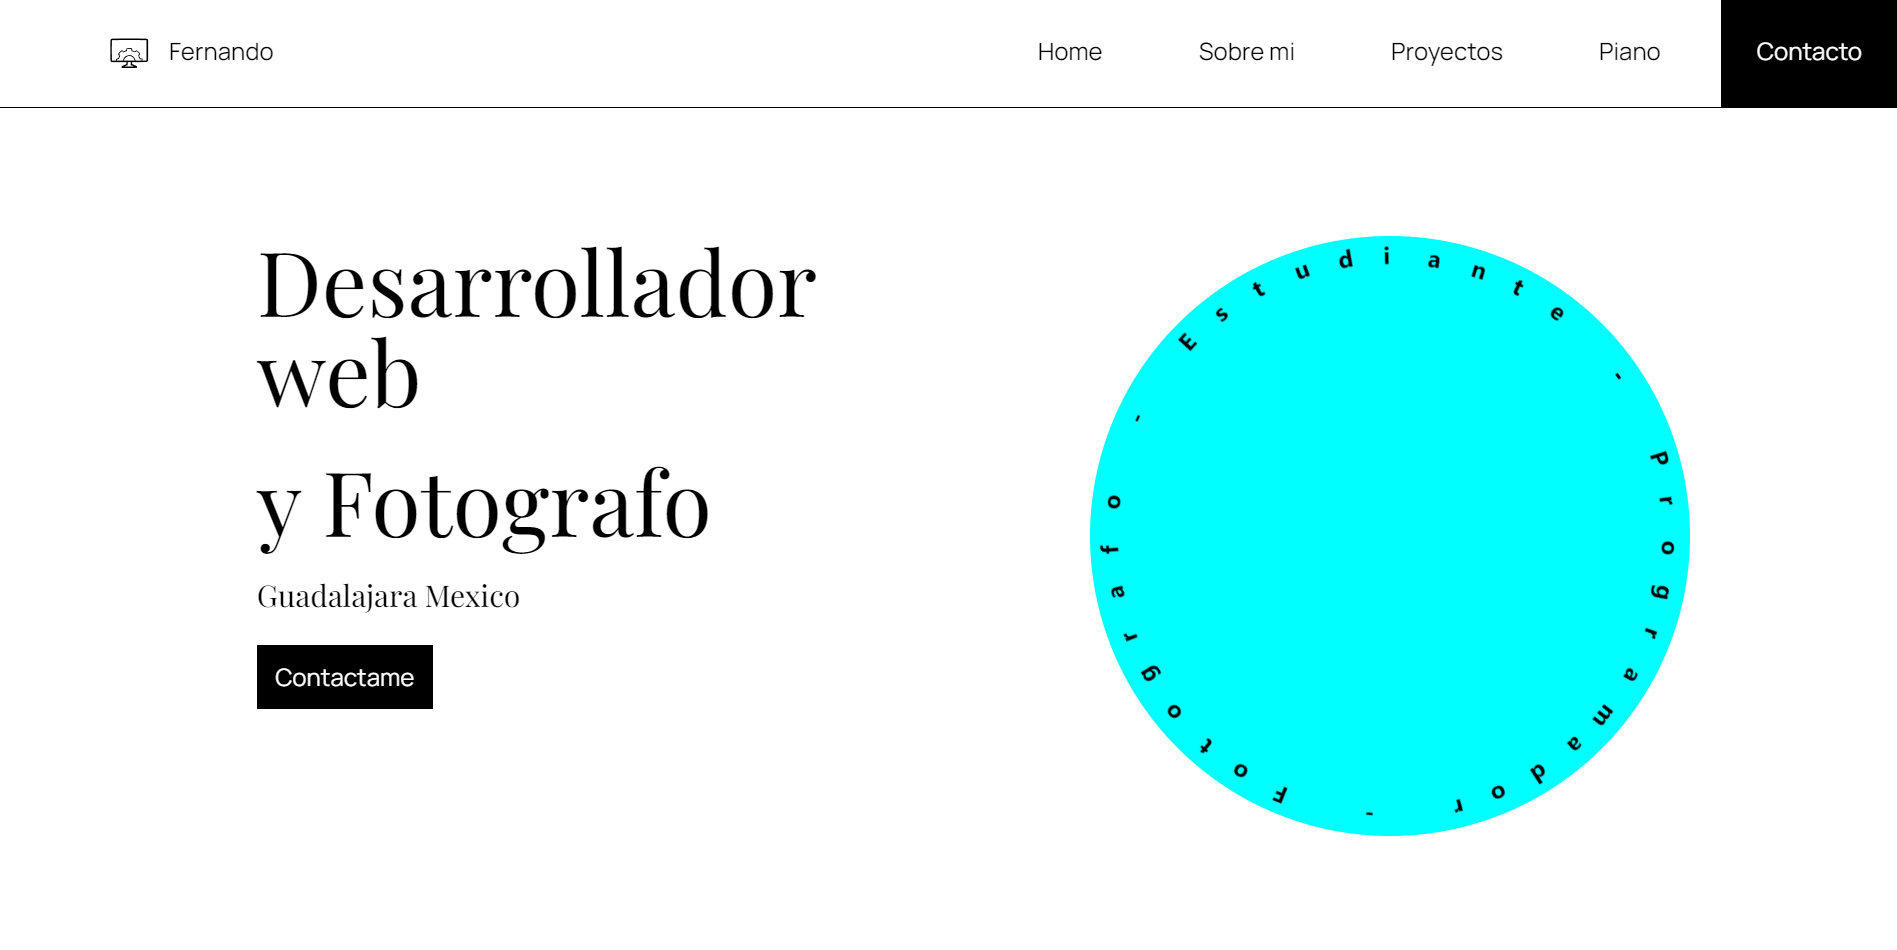 Fernando
Home
Sobre mi
Proyectos
Piano
Contacto
Desarrollador
web
y Fotografo
Guadalajara Mexico
Contactame
Estudiante - Programador - Fotografo -